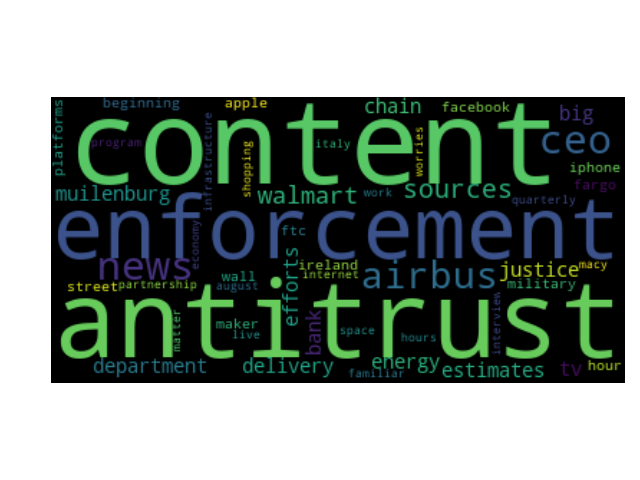 beginning apple chain facebook big
platforms content ceo
program infrastructure shopping italy worries iphone
muilenburg walmart work sources fargo
quarterly
enforcement
economy ftc
news efforts ireland airbus justice macy
wall internet military
street partnership august
antitrust
matter maker live bank space hours interview
department delivery familiar energy estimates tv hour